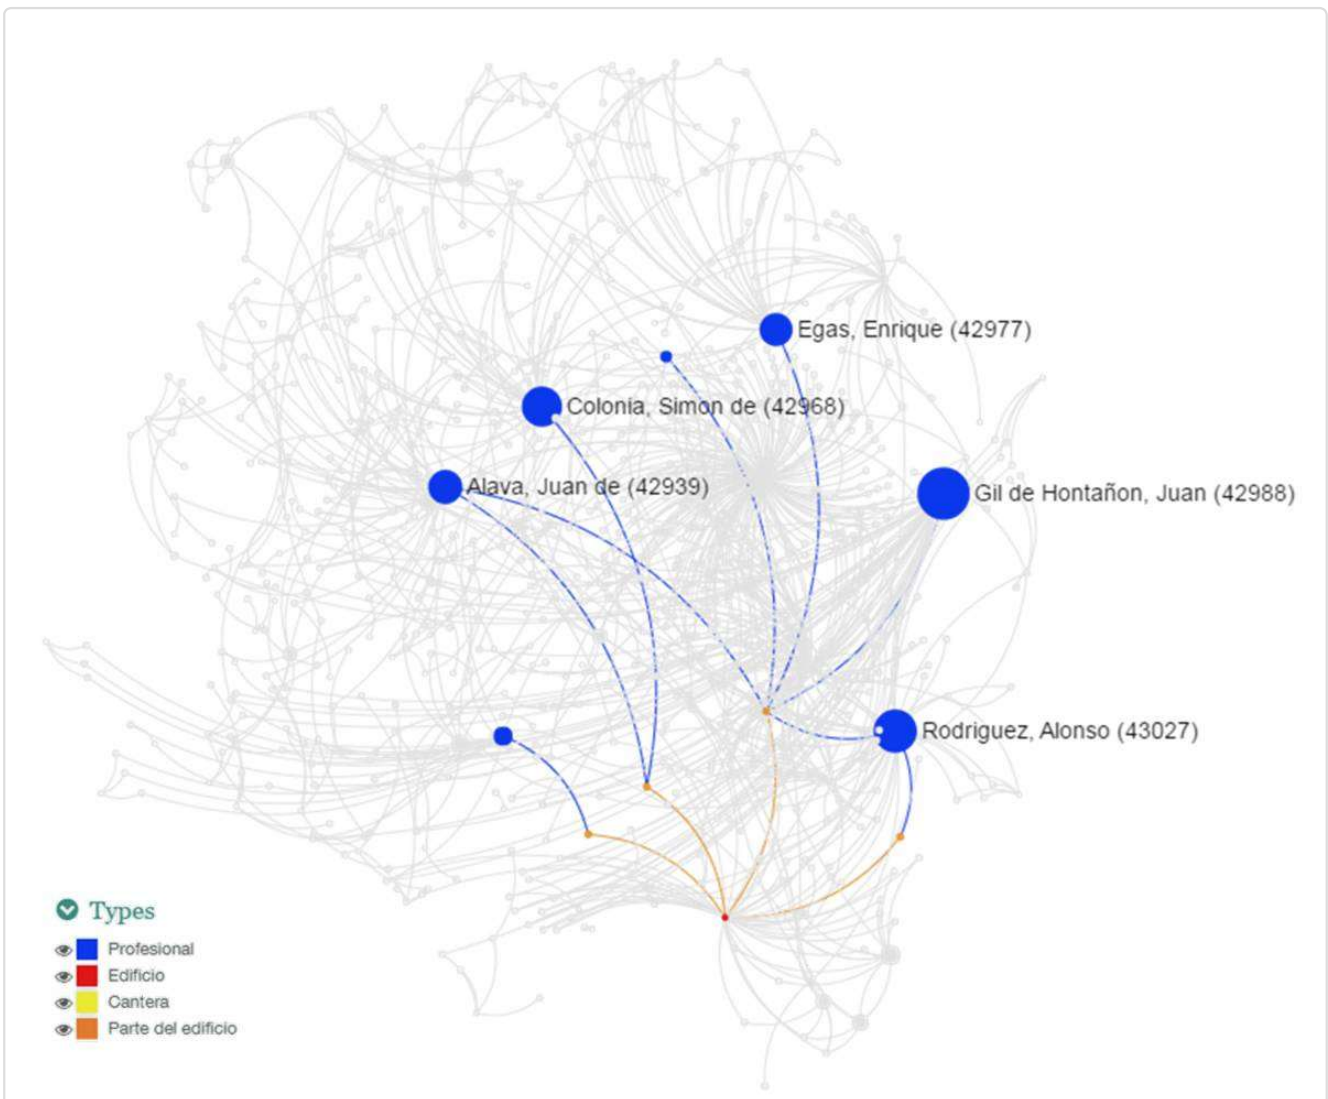 Egas, Enrique (42977)
Colonia, Simon de (42968)
Alava, Juan de (42939)
Gil de Hontañon, Juan (42988)
Rodriguez, Alonso (43027)
Types
Profesional
Edificio
Cantera
Parte del edificio